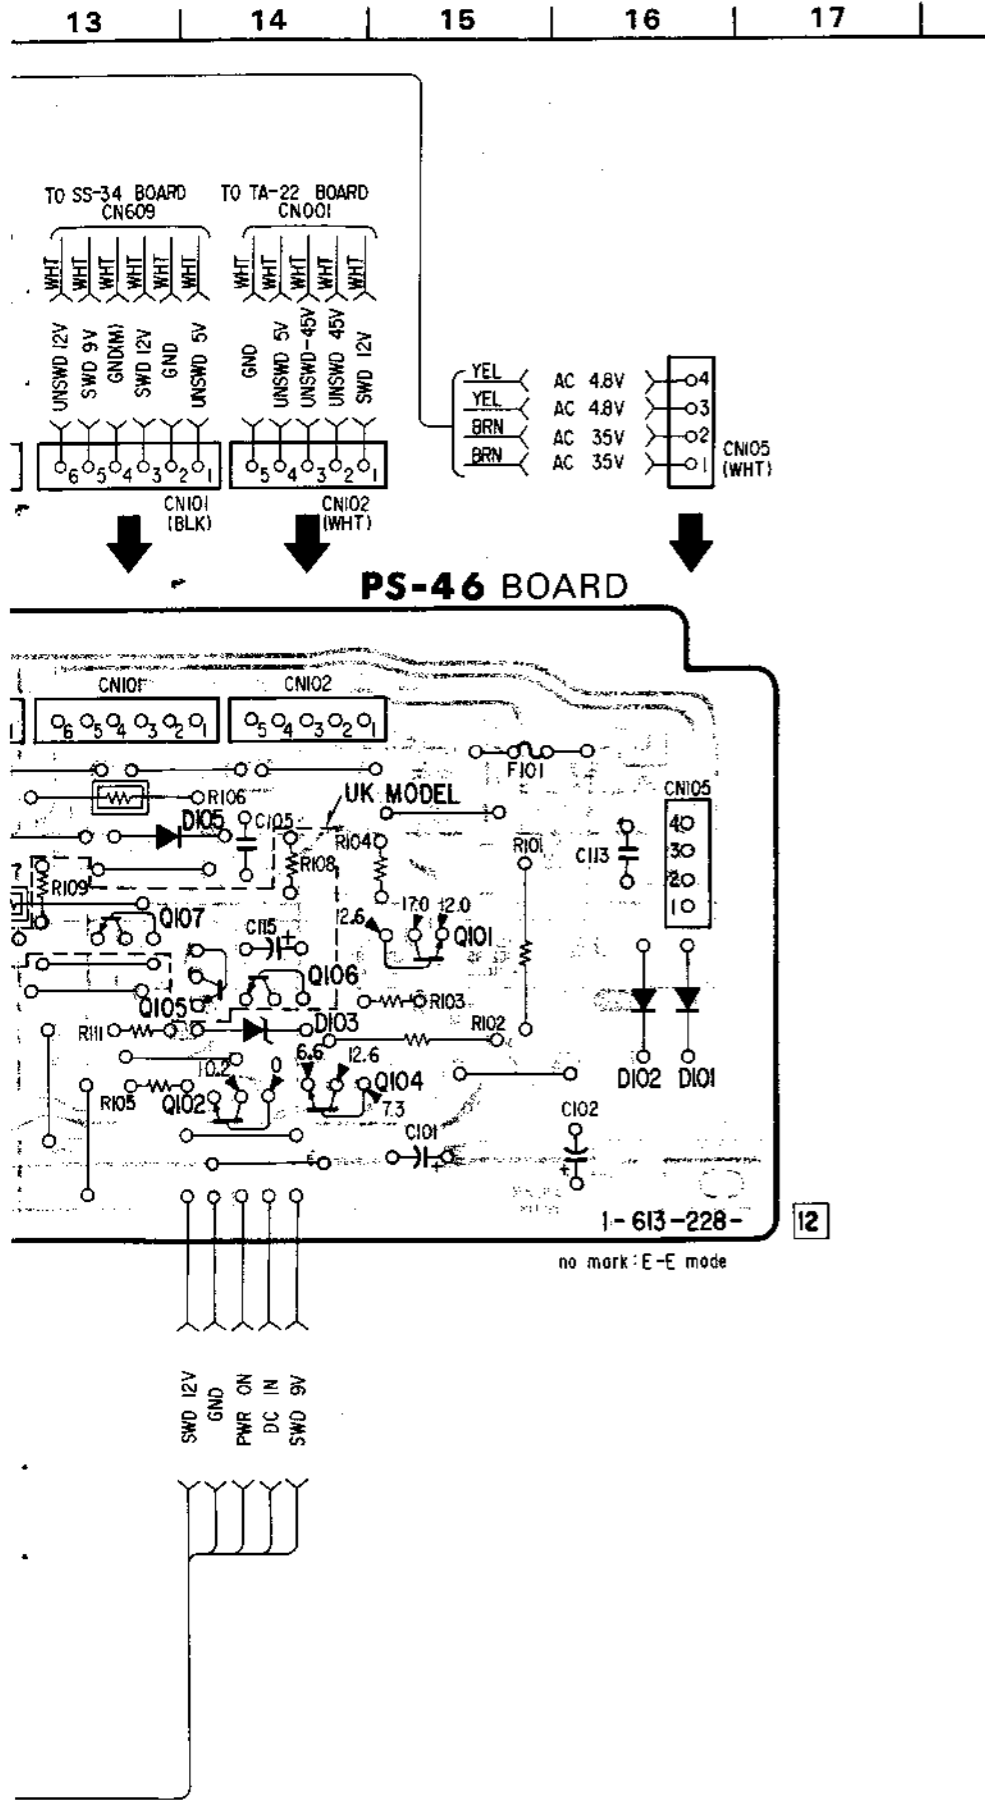 13 14 15 16 17
TO SS-34 BOARD
CN609
TO TA-22 BOARD
CN001
WHT WHT WHT WHT WHT WHT
WHT WHT WHT WHT WHT
UNSWD 12V
SWD 9V
GND(M)
SWD 12V
GND
UNSWD 5V
GND
UNSWD 5V
UNSWD-45V
UNSWD 45V
SWD 12V
YEL AC 4.8V 4
YEL AC 4.8V 3
BRN AC 35V 2
BRN AC 35V 1
CN105
(WHT)
6 5 4 3 2 1
5 4 3 2 1
CN101
(BLK)
CN102
(WHT)
PS-46 BOARD
CN101
CN102
6 5 4 3 2 1
5 4 3 2 1
F101
CN105
R106
UK MODEL
D105
C105
R104
R101
C113
4
3
2
1
R108
R109
Q107
C115
12.6 17.0 12.0
Q101
Q106
Q105
R103
R111
D103
R102
10.2 0
6.6 12.6
R105
Q102
Q104
7.3
D102 D101
C101
C102
1-613-228-
12
no mark: E-E mode
SWD 12V
GND
PWR ON
DC IN
SWD 9V